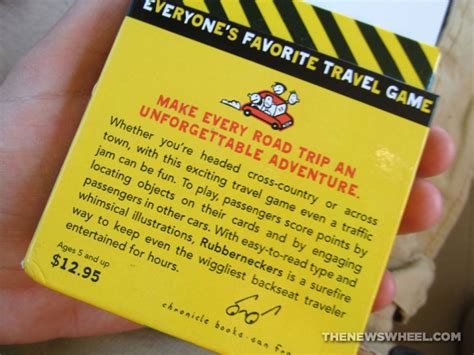 EVERYONE'S FAVORITE TRAVEL GAME
MAKE EVERY ROAD TRIP AN
UNFORGETTABLE ADVENTURE.
Whether you're headed cross-country or across
town, with this exciting travel game even a traffic
jam can be fun. To play, passengers score points by
locating objects on their cards and by engaging
passengers in other cars. With easy-to-read type and
whimsical illustrations, Rubberneckers is a surefire
way to keep even the wiggliest backseat traveler
entertained for hours.
Ages 5 and up
$12.95
chronicle books · san
THENEWSWHEEL.COM